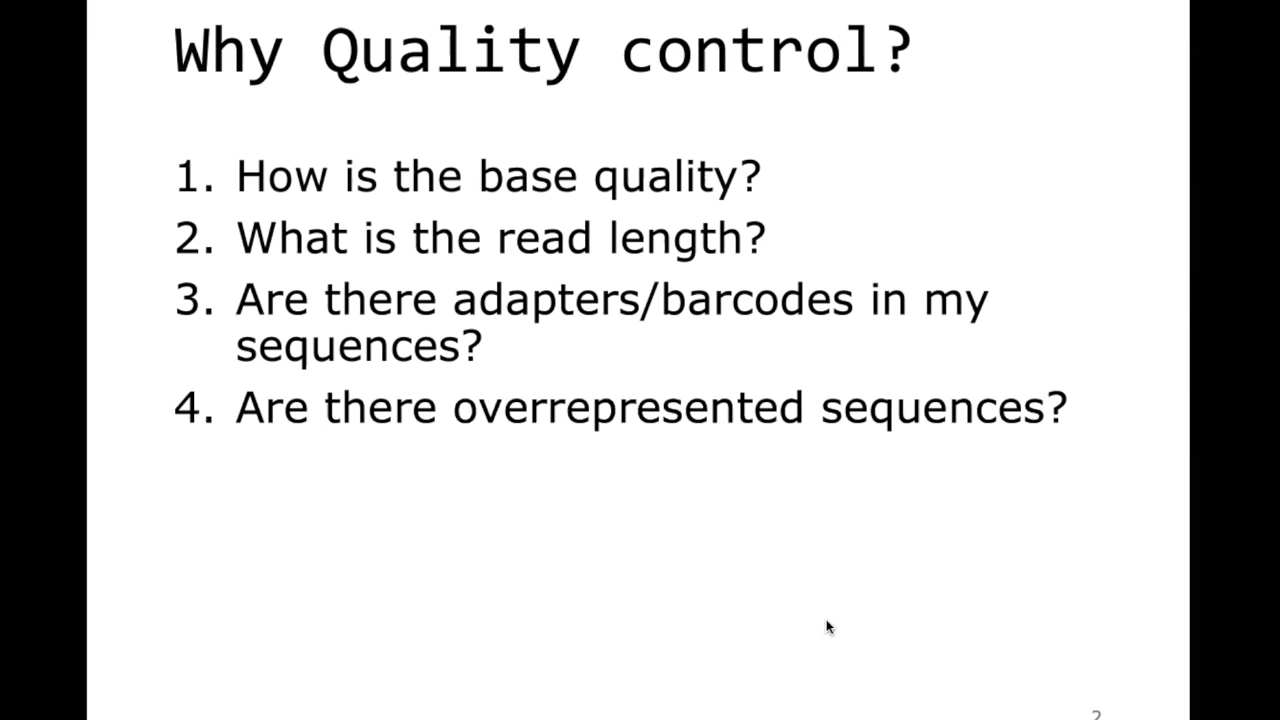 Why Quality control?
1. How is the base quality?
2. What is the read length?
3. Are there adapters/barcodes in my
sequences?
4. Are there overrepresented sequences?
2